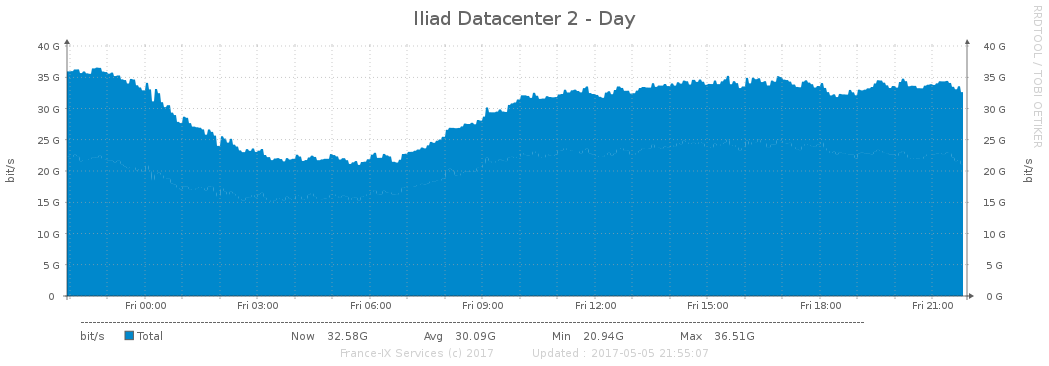 Iliad Datacenter 2 - Day
RRDTOOL / TOBI OETIKER
40 G 40 G
35 G 35 G
30 G 30 G
25 G 25 G
20 G 20 G
15 G 15 G
10 G 10 G
5 G 5 G
0 0 G
bit/s bit/s
Fri 00:00 Fri 03:00 Fri 06:00 Fri 09:00 Fri 12:00 Fri 15:00 Fri 18:00 Fri 21:00
bit/s Total Now 32.58G Avg 30.09G Min 20.94G Max 36.51G
France-IX Services (c) 2017 Updated : 2017-05-05 21:55:07